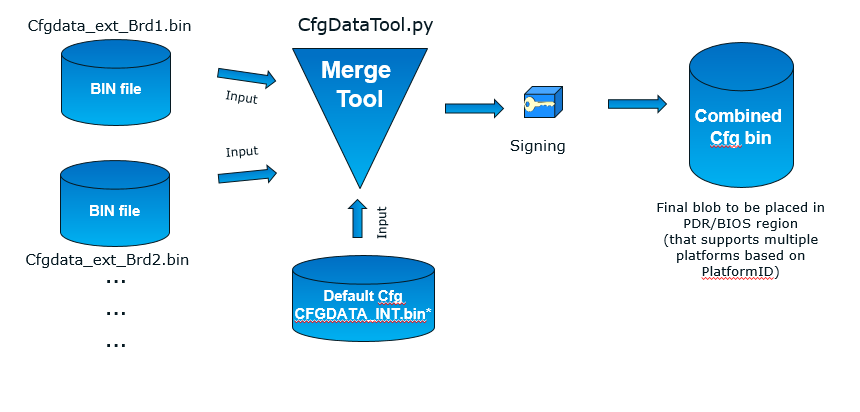 Cfgdata_ext_Brd1.bin
BIN file
Input
CfgDataTool.py
Merge
Tool
Input
BIN file
Cfgdata_ext_Brd2.bin
...
...
...
Input
Default Cfg
CFGDATA_INT.bin*
Signing
Combined
Cfg bin
Final blob to be placed in
PDR/BIOS region
(that supports multiple
platforms based on
PlatformID)